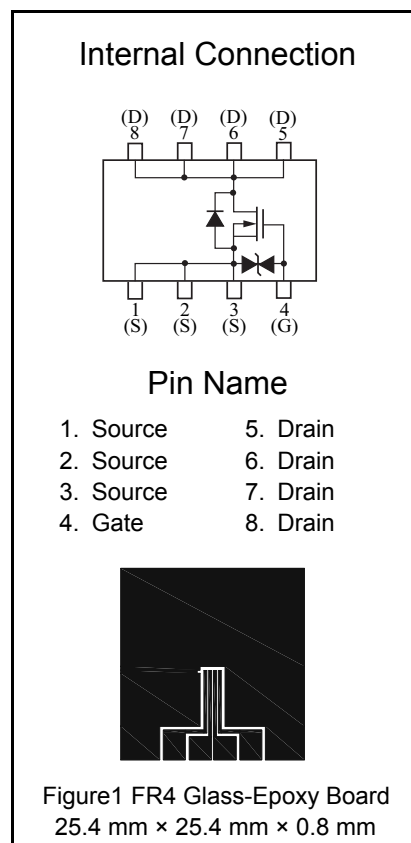 Internal Connection
(D) (D) (D) (D)
8 7 6 5
1 2 3 4
(S) (S) (S) (G)
Pin Name
1. Source 5. Drain
2. Source 6. Drain
3. Source 7. Drain
4. Gate 8. Drain
Figure1 FR4 Glass-Epoxy Board
25.4 mm × 25.4 mm × 0.8 mm